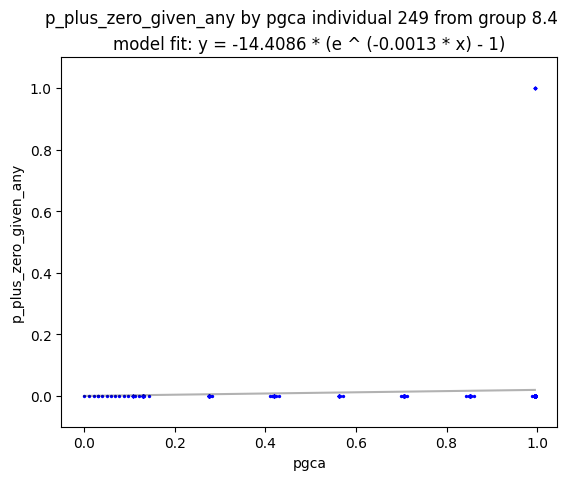 p_plus_zero_given_any by pgca individual 249 from group 8.4
model fit: y = -14.4086 * (e ^ (-0.0013 * x) - 1)
p_plus_zero_given_any
1.0
0.8
0.6
0.4
0.2
0.0
0.0 0.2 0.4 0.6 0.8 1.0
pgca